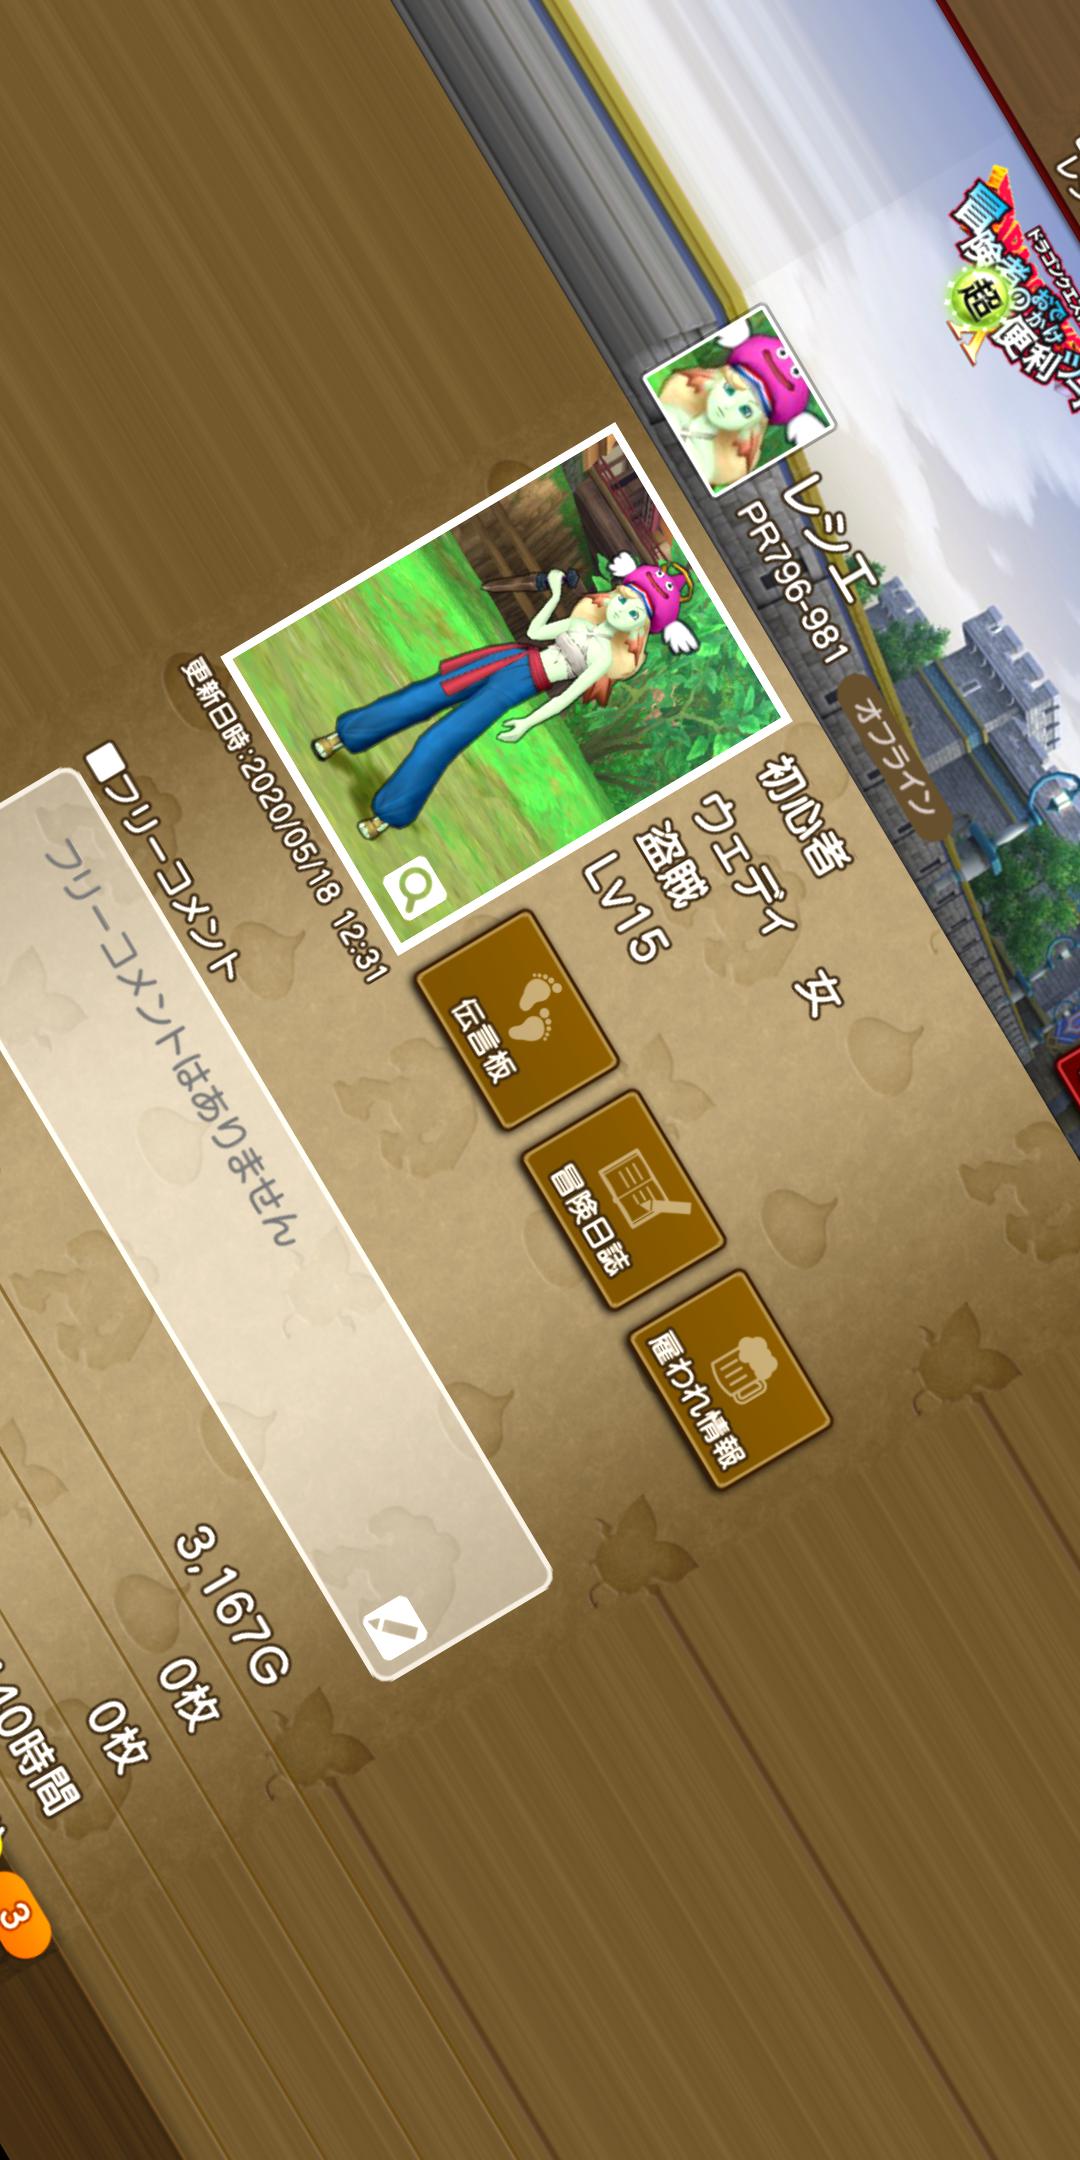 ドラゴンクエスト
冒険者のおでかけ
超便利
レシエ
PR796-981
オフライン
初心者
ウェディ 女
盗賊
Lv15
更新日時:2020/05/18 12:31
伝言板
冒険日誌
雇われ情報
■フリーコメント
フリーコメントはありません
3,167G
0枚
0枚
40時間
3